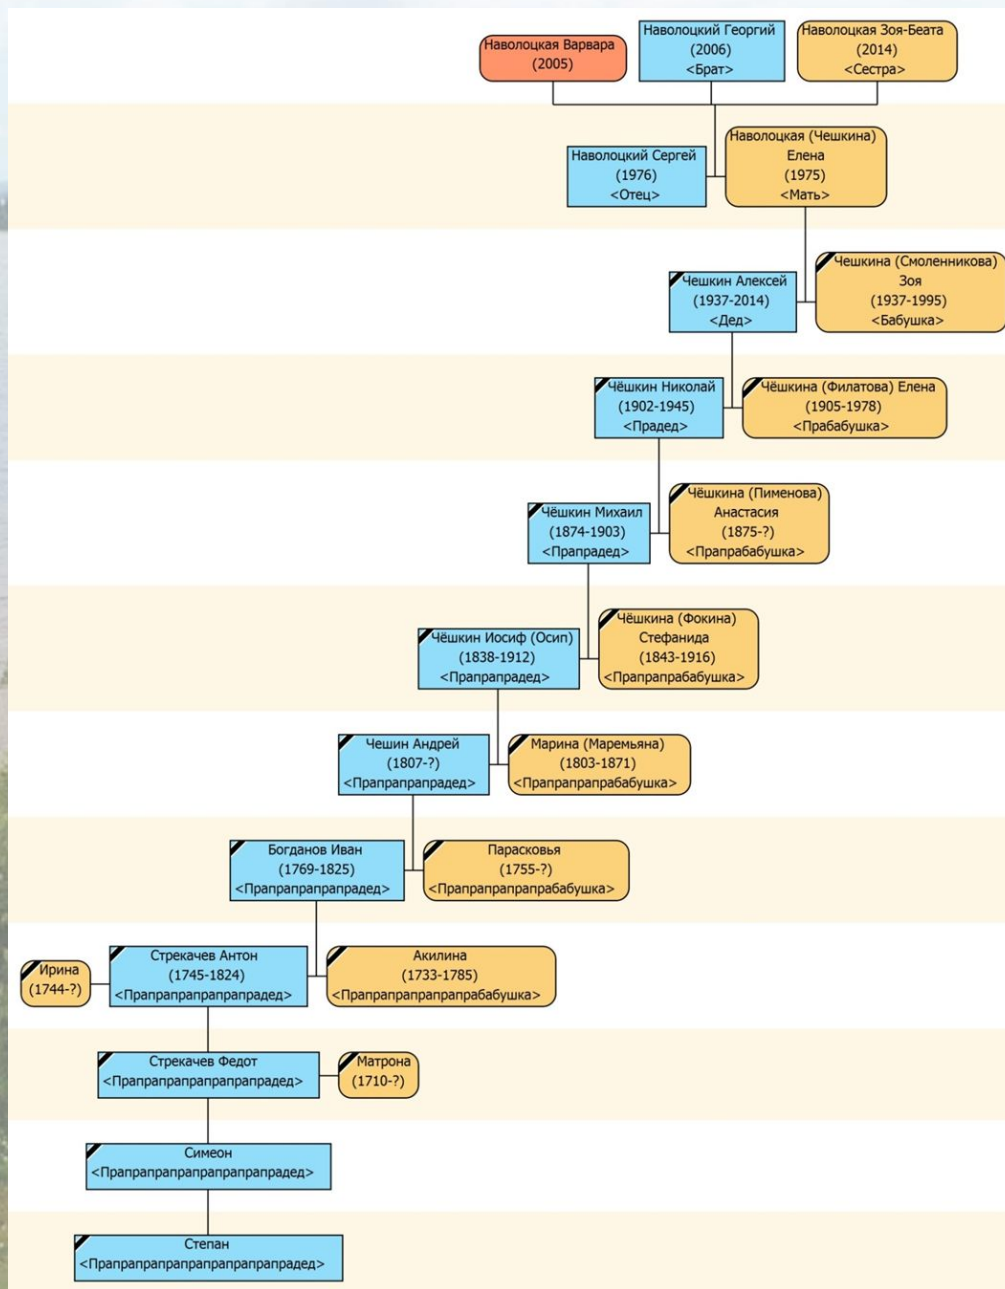 Наволоцкая Варвара
(2005)
Наволоцкий Георгий
(2006)
<Брат>
Наволоцкая Зоя-Беата
(2014)
<Сестра>
Наволоцкий Сергей
(1976)
<Отец>
Наволоцкая (Чешкина)
Елена
(1975)
<Мать>
Чешкин Алексей
(1937-2014)
<Дед>
Чешкина (Смоленникова)
Зоя
(1937-1995)
<Бабушка>
Чёшкин Николай
(1902-1945)
<Прадед>
Чёшкина (Филатова) Елена
(1905-1978)
<Прабабушка>
Чёшкин Михаил
(1874-1903)
<Прапрадед>
Чёшкина (Пименова)
Анастасия
(1875-?)
<Прапрабабушка>
Чёшкин Иосиф (Осип)
(1838-1912)
<Прапрапрадед>
Чёшкина (Фокина)
Стефанида
(1843-1916)
<Прапрапрабабушка>
Чешин Андрей
(1807-?)
<Прапрапрапрадед>
Марина (Маремьяна)
(1803-1871)
<Прапрапрапрабабушка>
Богданов Иван
(1769-1825)
<Прапрапрапрапрадед>
Парасковья
(1755-?)
<Прапрапрапрапрабабушка>
Ирина
(1744-?)
Стрекачев Антон
(1745-1824)
<Прапрапрапрапрапрадед>
Акилина
(1733-1785)
<Прапрапрапрапрапрабабушка>
Стрекачев Федот
<Прапрапрапрапрапрапрадед>
Матрона
(1710-?)
Симеон
<Прапрапрапрапрапрапрапрадед>
Степан
<Прапрапрапрапрапрапрапрапрадед>